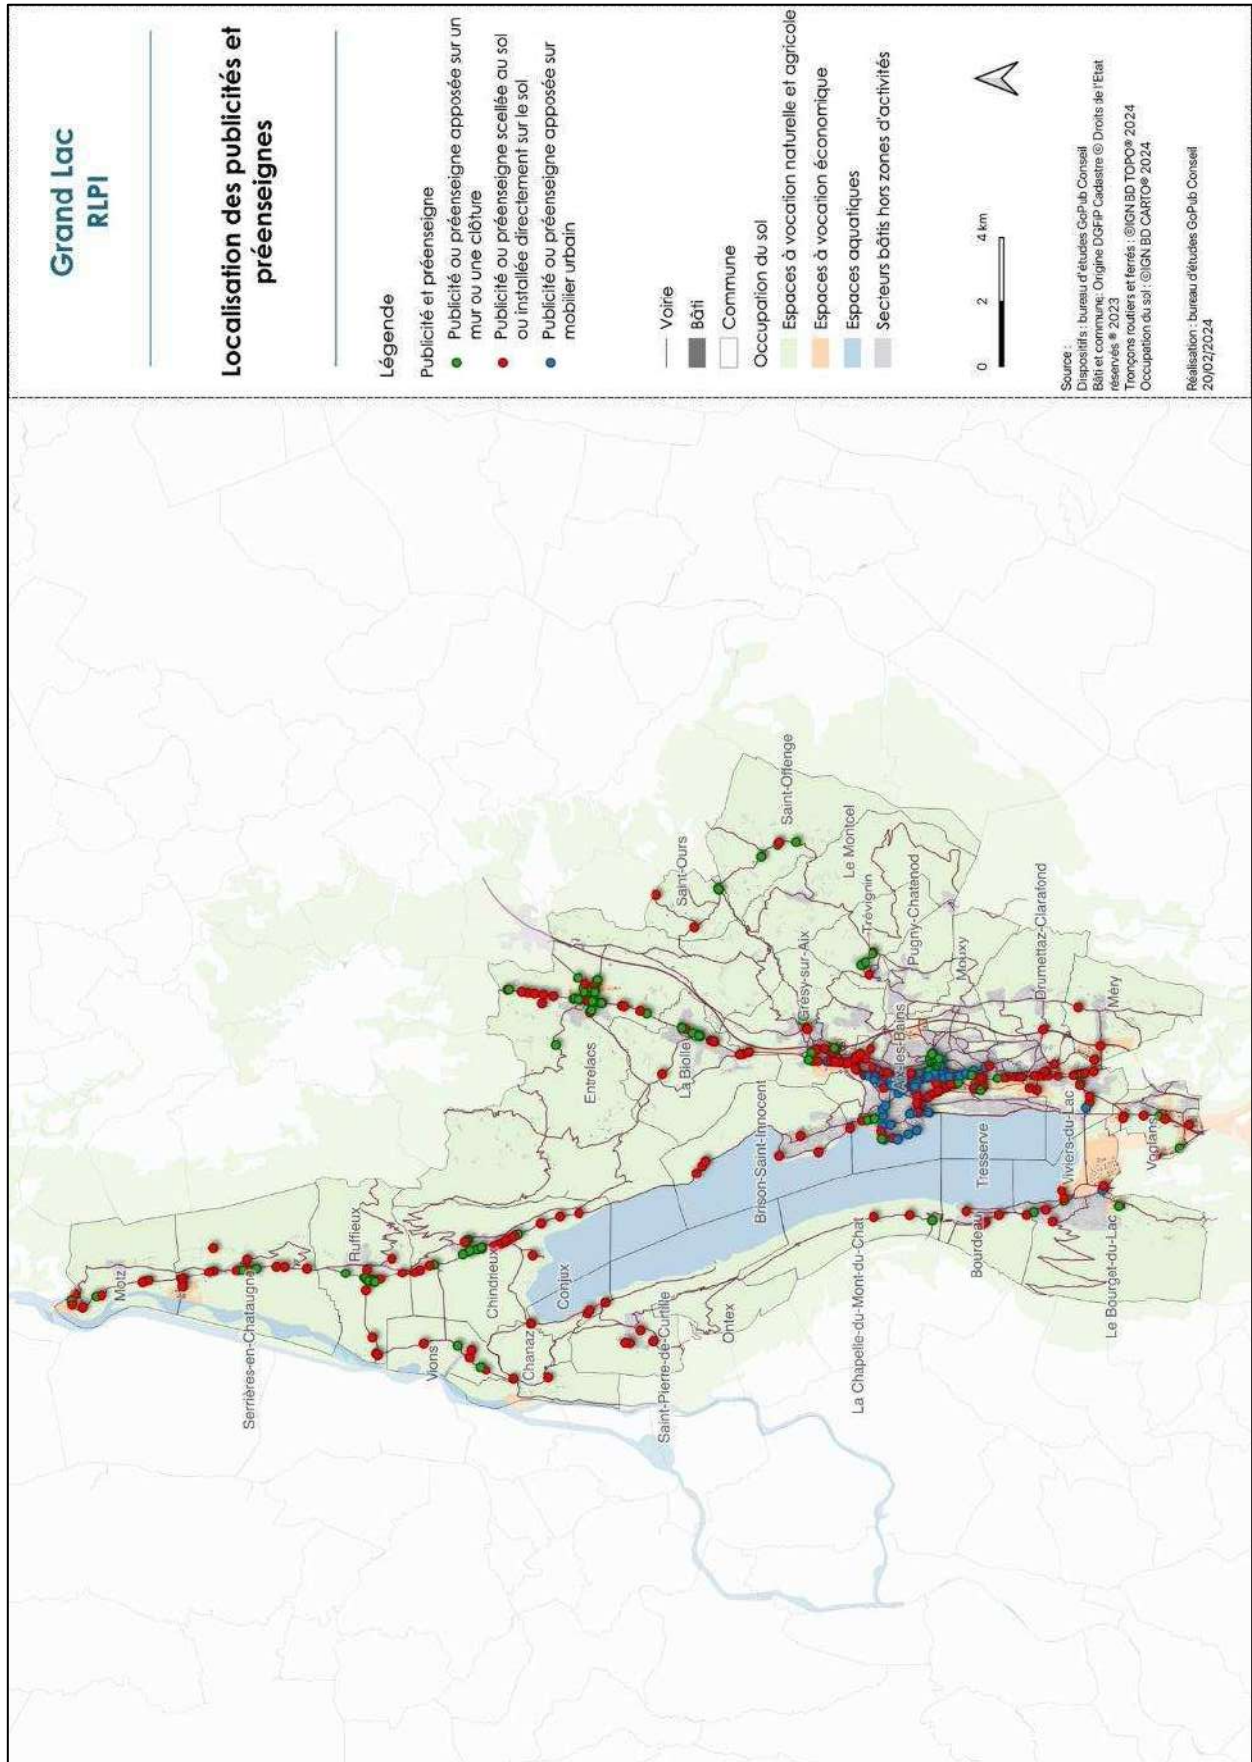 Grand Lac
RLPI
Localisation des publicités et
préenseignes
Légende
Publicité et préenseigne
Publicité ou préenseigne apposée sur un
mur ou une clôture
Publicité ou préenseigne scellée au sol
ou installée directement sur le sol
Publicité ou préenseigne apposée sur
mobilier urbain
Voirie
Bâti
Commune
Occupation du sol
Espaces à vocation naturelle et agricole
Espaces à vocation économique
Espaces aquatiques
Secteurs bâtis hors zones d'activités
0 2 4 km
Source :
Dispositifs : bureau d'études GoPub Conseil
Bâti et commune: Origine DGFiP Cadastre © Droits de l'Etat
réservés ® 2023
Tronçons routiers et ferrés : ©IGN BD TOPO® 2024
Occupation du sol : ©IGN BD CARTO® 2024
Réalisation : bureau d'études GoPub Conseil
20/02/2024
Motz
Serrières-en-Chautagne
Ruffieux
Vions
Chindrieux
Chanaz
Conjux
Saint-Pierre-de-Curtille
Ontex
Entrelacs
La Biolle
Saint-Ours
Saint-Offenge
Brison-Saint-Innocent
Grésy-sur-Aix
Le Montcel
Trévignin
Pugny-Chatenod
Aix-les-Bains
Mouxy
La Chapelle-du-Mont-du-Chat
Bourdeau
Tresserve
Drumettaz-Clarafond
Viviers-du-Lac
Méry
Le Bourget-du-Lac
Voglans